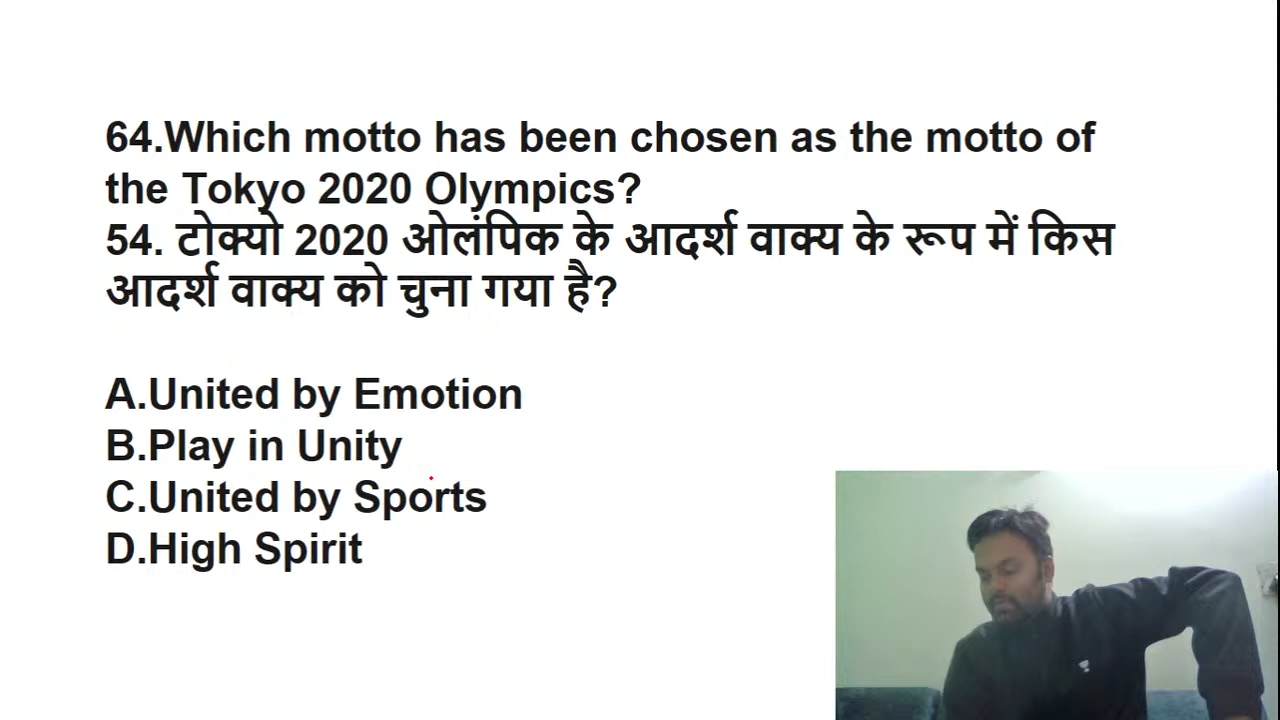 64.Which motto has been chosen as the motto of
the Tokyo 2020 Olympics?
54. टोक्यो 2020 ओलंपिक के आदर्श वाक्य के रूप में किस
आदर्श वाक्य को चुना गया है?
A.United by Emotion
B.Play in Unity
C.United by Sports
D.High Spirit